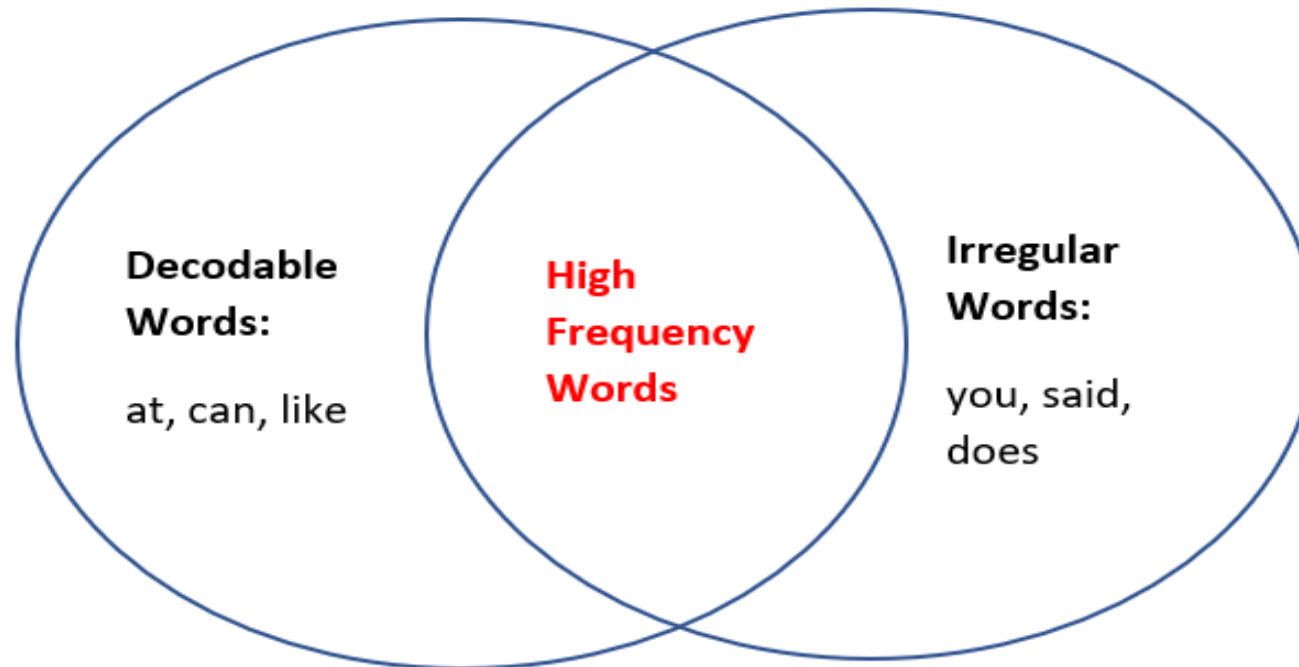 Decodable
Words:
at, can, like
High
Frequency
Words
Irregular
Words:
you, said,
does